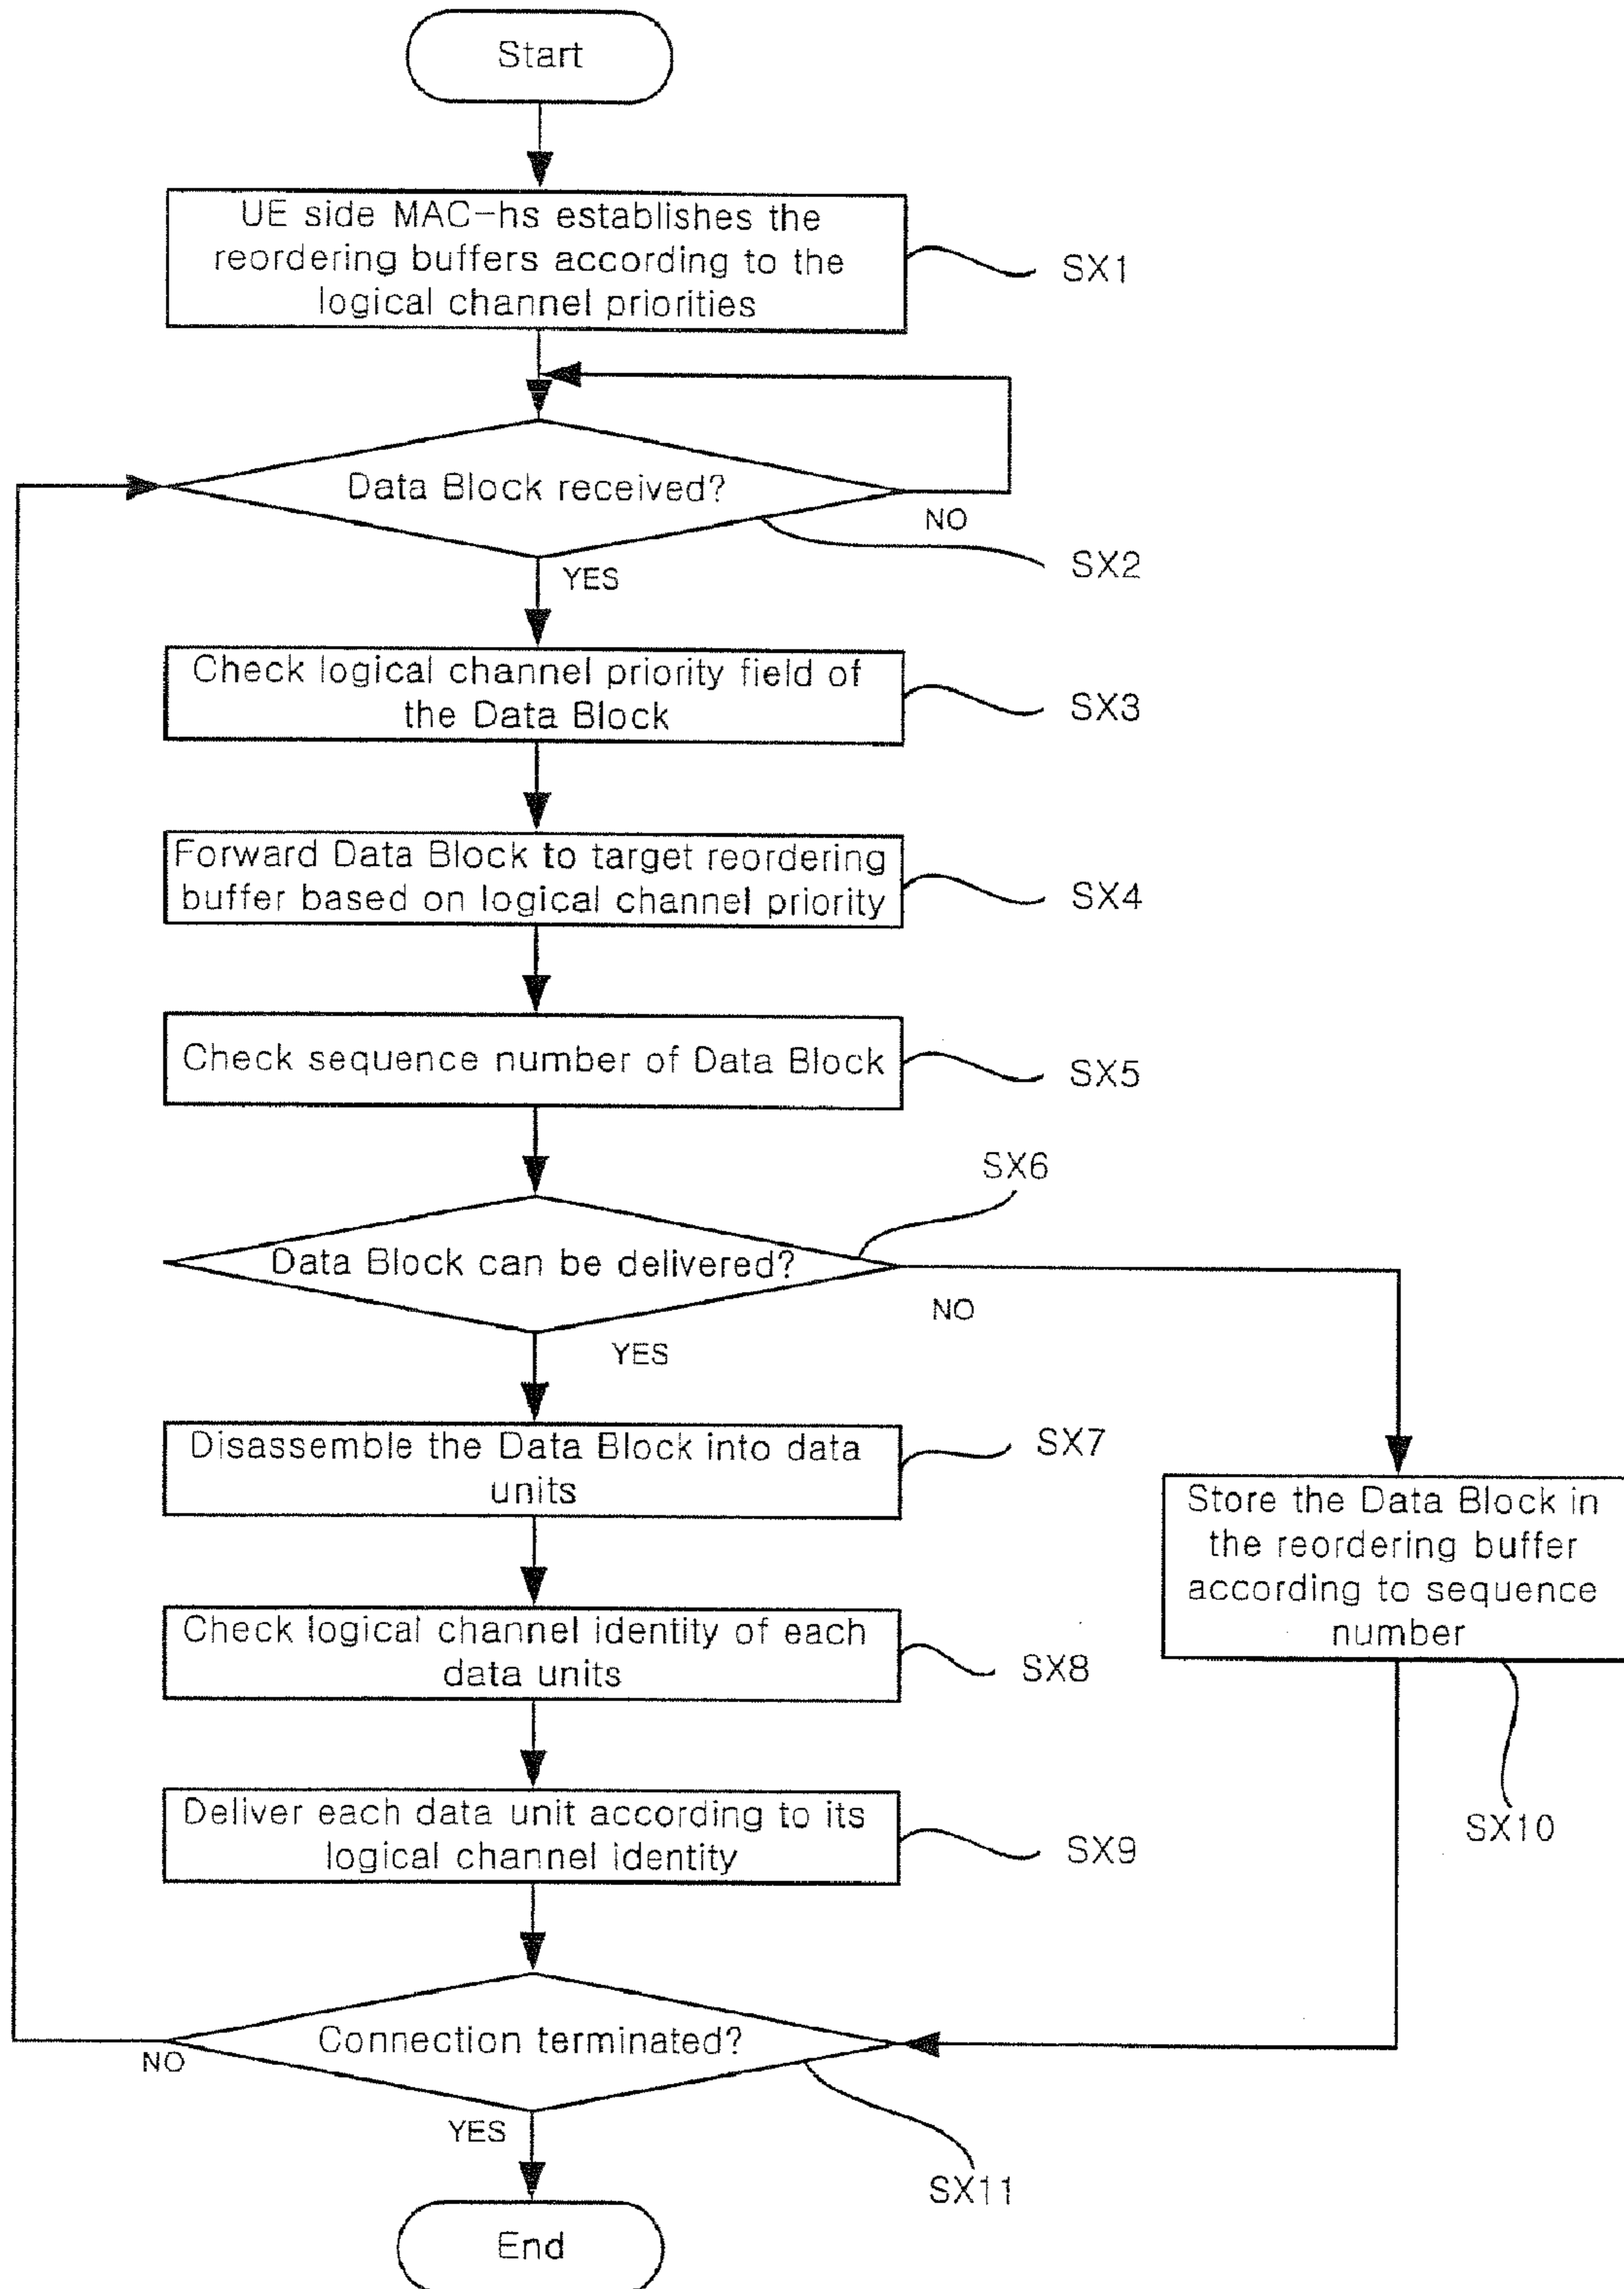 Start
UE side MAC-hs establishes the
reordering buffers according to the
logical channel priorities
SX1
Data Block received?
NO
SX2
YES
Check logical channel priority field of
the Data Block
SX3
Forward Data Block to target reordering
buffer based on logical channel priority
SX4
Check sequence number of Data Block
SX5
SX6
Data Block can be delivered?
NO
YES
Disassemble the Data Block into data
units
SX7
Store the Data Block in
the reordering buffer
according to sequence
number
SX10
Check logical channel identity of each
data units
SX8
Deliver each data unit according to its
logical channel identity
SX9
Connection terminated?
NO
YES
SX11
End